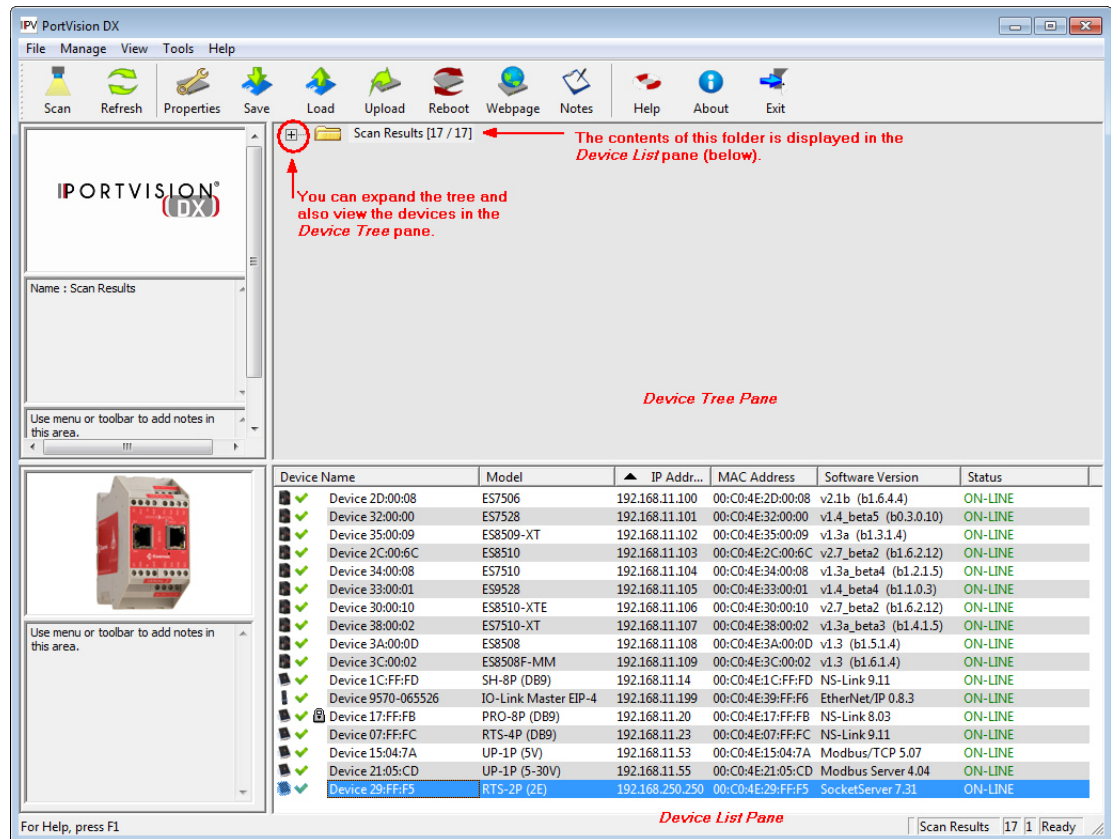 IPV PortVision DX
File Manage View Tools Help
Scan Refresh Properties Save Load Upload Reboot Webpage Notes Help About Exit
PORTVISION®
(DX)
Name : Scan Results
Use menu or toolbar to add notes in
this area.
Scan Results [17 / 17]
The contents of this folder is displayed in the
Device List pane (below).
You can expand the tree and
also view the devices in the
Device Tree pane.
Device Tree Pane
Use menu or toolbar to add notes in
this area.
Device Name Model IP Addr... MAC Address Software Version Status
Device 2D:00:08 ES7506 192.168.11.100 00:C0:4E:2D:00:08 v2.1b (b1.6.4.4) ON-LINE
Device 32:00:00 ES7528 192.168.11.101 00:C0:4E:32:00:00 v1.4_beta5 (b0.3.0.10) ON-LINE
Device 35:00:09 ES8509-XT 192.168.11.102 00:C0:4E:35:00:09 v1.3a (b1.3.1.4) ON-LINE
Device 2C:00:6C ES8510 192.168.11.103 00:C0:4E:2C:00:6C v2.7_beta2 (b1.6.2.12) ON-LINE
Device 34:00:08 ES7510 192.168.11.104 00:C0:4E:34:00:08 v1.3a_beta4 (b1.2.1.5) ON-LINE
Device 33:00:01 ES9528 192.168.11.105 00:C0:4E:33:00:01 v1.4_beta4 (b1.1.0.3) ON-LINE
Device 30:00:10 ES8510-XTE 192.168.11.106 00:C0:4E:30:00:10 v2.7_beta2 (b1.6.2.12) ON-LINE
Device 38:00:02 ES7510-XT 192.168.11.107 00:C0:4E:38:00:02 v1.3a_beta3 (b1.4.1.5) ON-LINE
Device 3A:00:0D ES8508 192.168.11.108 00:C0:4E:3A:00:0D v1.3 (b1.5.1.4) ON-LINE
Device 3C:00:02 ES8508F-MM 192.168.11.109 00:C0:4E:3C:00:02 v1.3 (b1.6.1.4) ON-LINE
Device 1C:FF:FD SH-8P (DB9) 192.168.11.14 00:C0:4E:1C:FF:FD NS-Link 9.11 ON-LINE
Device 9570-065526 IO-Link Master EIP-4 192.168.11.199 00:C0:4E:39:FF:F6 EtherNet/IP 0.8.3 ON-LINE
Device 17:FF:FB PRO-8P (DB9) 192.168.11.20 00:C0:4E:17:FF:FB NS-Link 8.03 ON-LINE
Device 07:FF:FC RTS-4P (DB9) 192.168.11.23 00:C0:4E:07:FF:FC NS-Link 9.11 ON-LINE
Device 15:04:7A UP-1P (5V) 192.168.11.53 00:C0:4E:15:04:7A Modbus/TCP 5.07 ON-LINE
Device 21:05:CD UP-1P (5-30V) 192.168.11.55 00:C0:4E:21:05:CD Modbus Server 4.04 ON-LINE
Device 29:FF:F5 RTS-2P (2E) 192.168.250.250 00:C0:4E:29:FF:F5 SocketServer 7.31 ON-LINE
Device List Pane
For Help, press F1 Scan Results 17 1 Ready